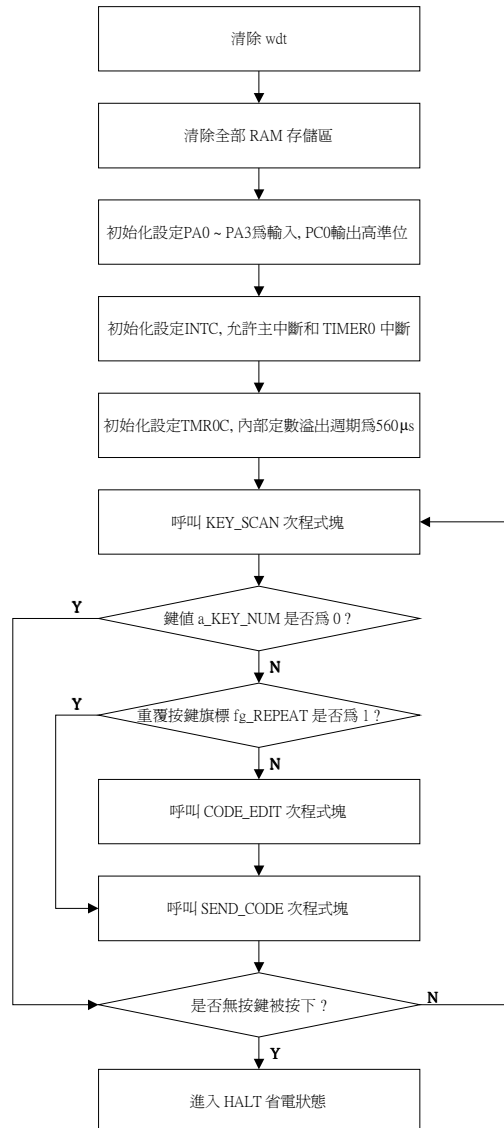 清除 wdt
清除全部 RAM 存儲區
初始化設定PA0 ~ PA3爲輸入, PC0輸出高準位
初始化設定INTC, 允許主中斷和 TIMER0 中斷
初始化設定TMR0C, 內部定數溢出週期爲560μs
呼叫 KEY_SCAN 次程式塊
Y
鍵值 a_KEY_NUM 是否爲 0 ?
N
Y
重覆按鍵旗標 fg_REPEAT 是否爲 1 ?
N
呼叫 CODE_EDIT 次程式塊
呼叫 SEND_CODE 次程式塊
是否無按鍵被按下 ?
N
Y
進入 HALT 省電狀態